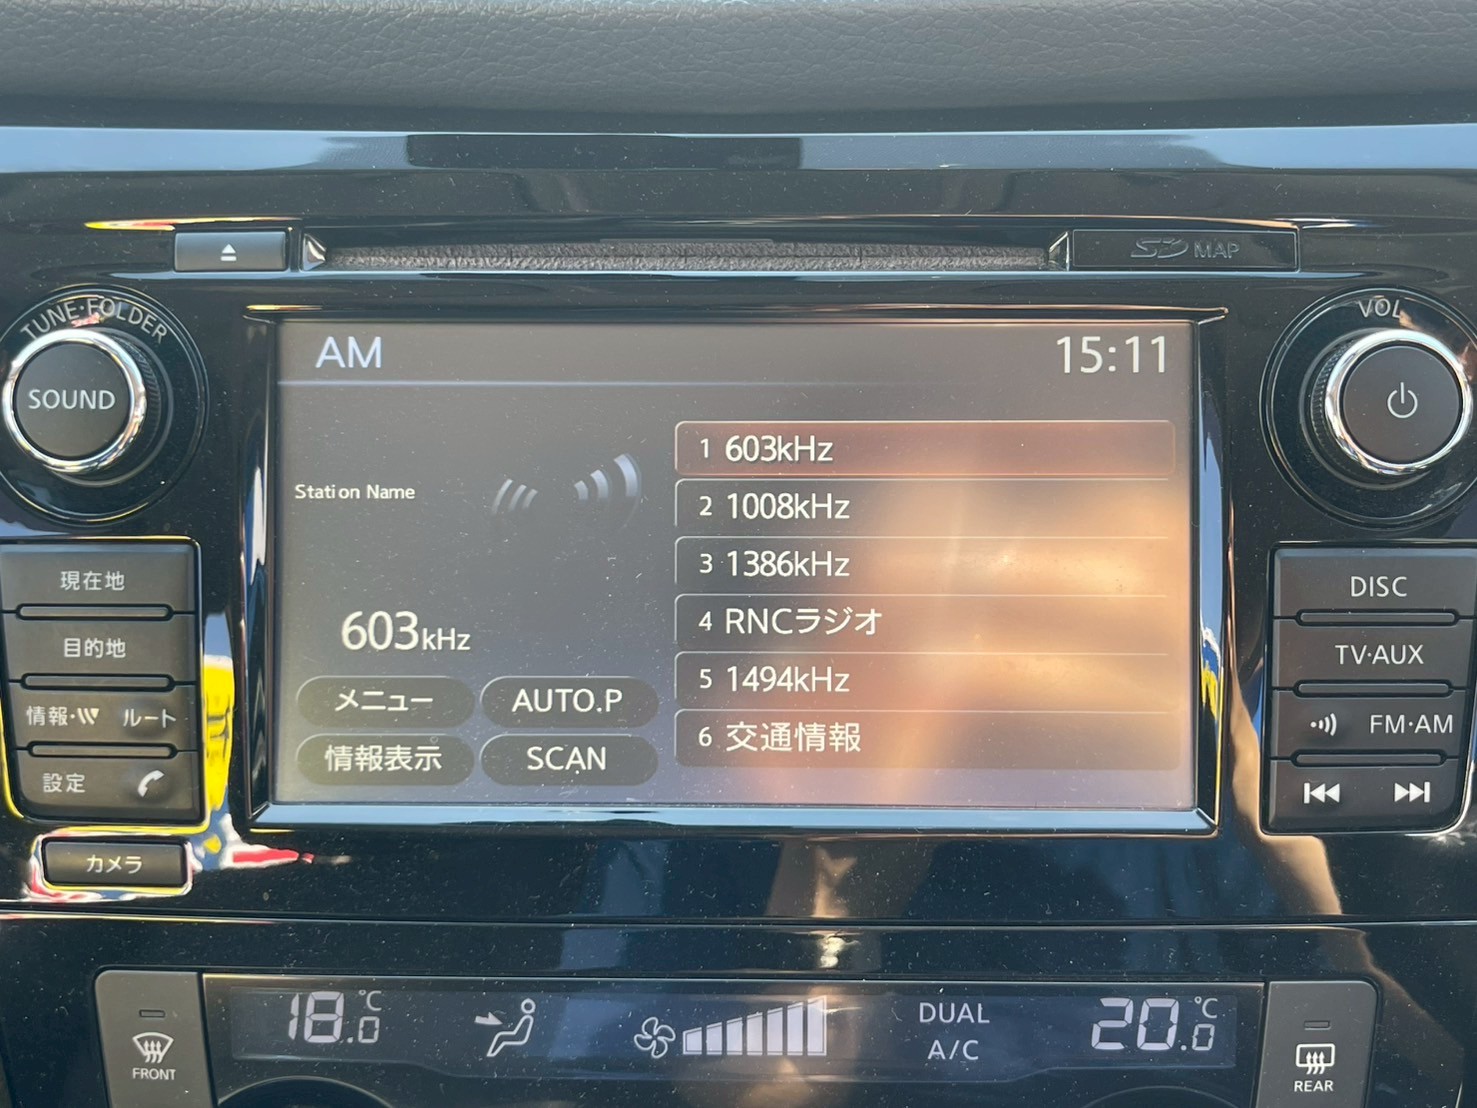 SD MAP
TUNE·FOLDER
SOUND
VOL
現在地
目的地
情報· ルート
設定
カメラ
AM 15:11
Station Name
603kHz
メニュー AUTO.P
情報表示 SCAN
1 603kHz
2 1008kHz
3 1386kHz
4 RNCラジオ
5 1494kHz
6 交通情報
DISC
TV·AUX
FM·AM
FRONT
18.0℃
DUAL
A/C
20.0℃
REAR